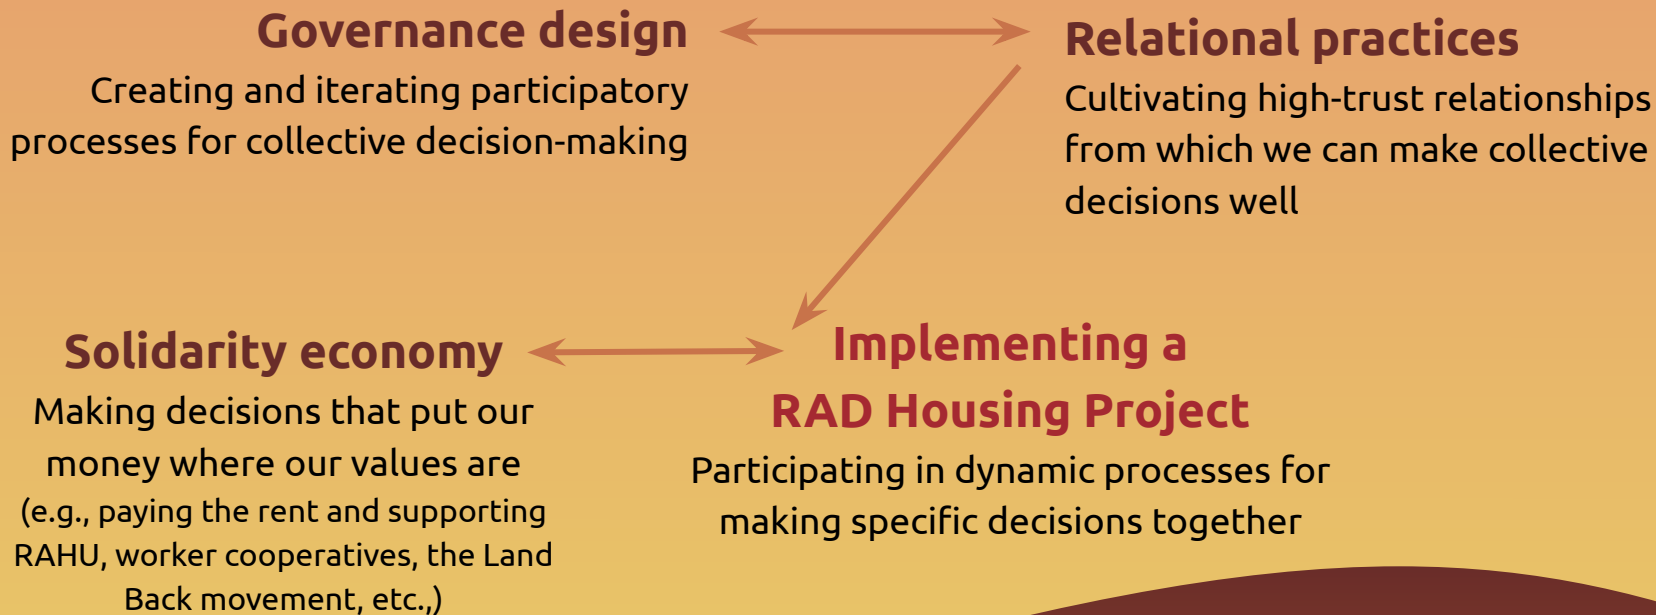 Governance design
Creating and iterating participatory
processes for collective decision-making
Relational practices
Cultivating high-trust relationships
from which we can make collective
decisions well
Solidarity economy
Making decisions that put our
money where our values are
(e.g., paying the rent and supporting
RAHU, worker cooperatives, the Land
Back movement, etc.,)
Implementing a
RAD Housing Project
Participating in dynamic processes for
making specific decisions together